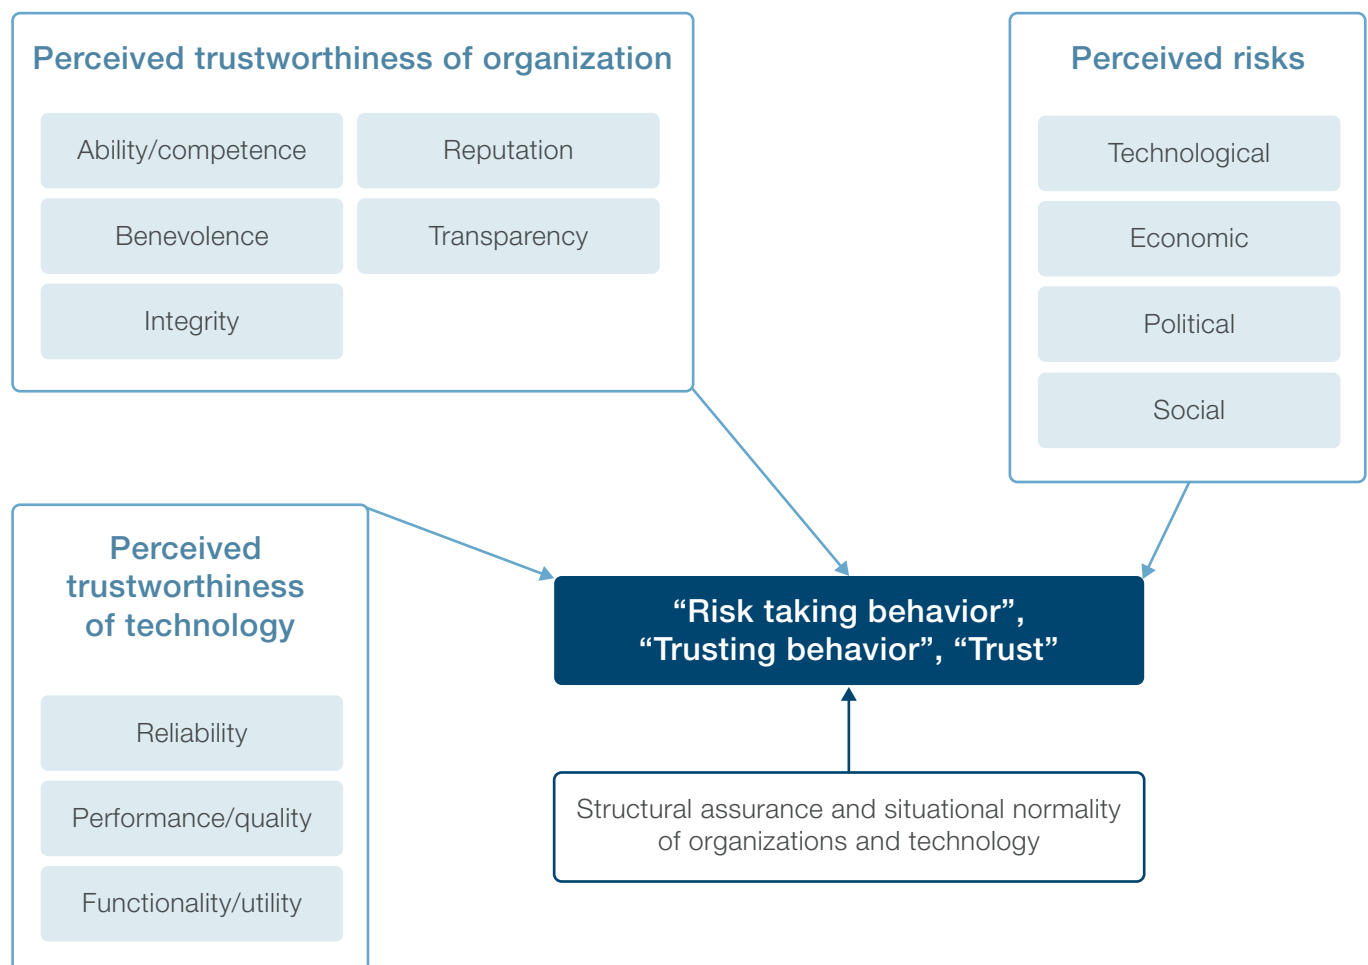 Perceived trustworthiness of organization
Ability/competence
Reputation
Benevolence
Transparency
Integrity
Perceived risks
Technological
Economic
Political
Social
Perceived
trustworthiness
of technology
Reliability
Performance/quality
Functionality/utility
“Risk taking behavior”,
“Trusting behavior”, “Trust”
Structural assurance and situational normality
of organizations and technology